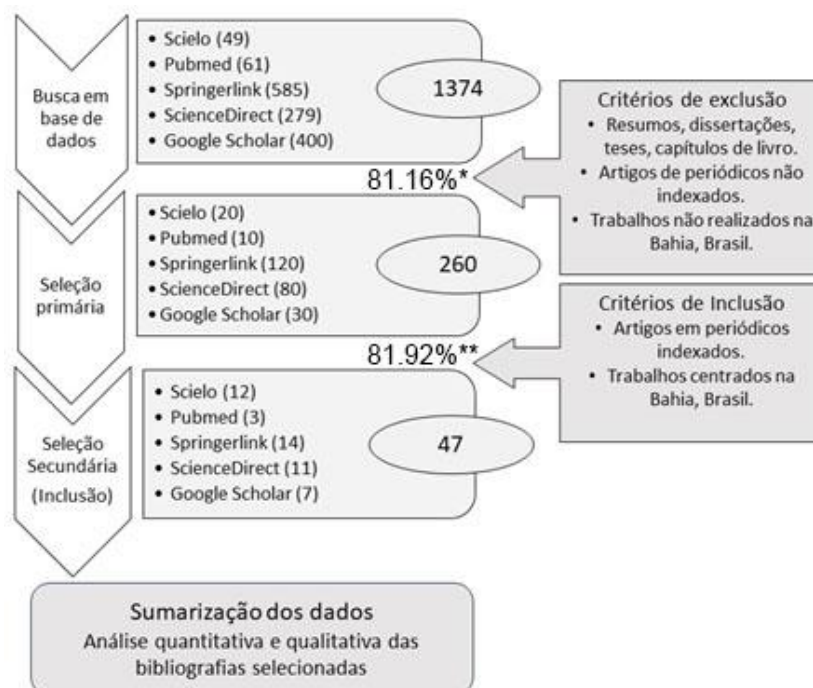 Busca em
base de
dados
• Scielo (49)
• Pubmed (61)
• Springerlink (585)
• ScienceDirect (279)
• Google Scholar (400)
1374
81.16%*
Critérios de exclusão
• Resumos, dissertações,
teses, capítulos de livro.
• Artigos de periódicos não
indexados.
• Trabalhos não realizados na
Bahia, Brasil.
Seleção
primária
• Scielo (20)
• Pubmed (10)
• Springerlink (120)
• ScienceDirect (80)
• Google Scholar (30)
260
81.92%**
Critérios de Inclusão
• Artigos em periódicos
indexados.
• Trabalhos centrados na
Bahia, Brasil.
Seleção
Secundária
(Inclusão)
• Scielo (12)
• Pubmed (3)
• Springerlink (14)
• ScienceDirect (11)
• Google Scholar (7)
47
Sumarização dos dados
Análise quantitativa e qualitativa das
bibliografias selecionadas